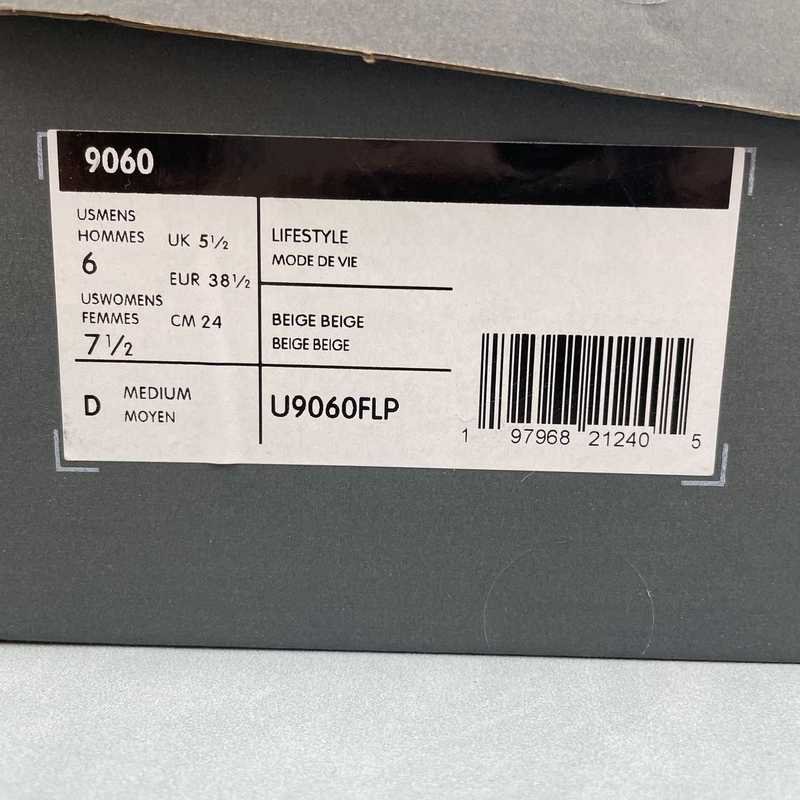 9060
USMENS
HOMMES
6
UK 5½
EUR 38½
USWOMENS
FEMMES
7½
CM 24
LIFESTYLE
MODE DE VIE
BEIGE BEIGE
BEIGE BEIGE
D
MEDIUM
MOYEN
U9060FLP
1 97968 21240 5